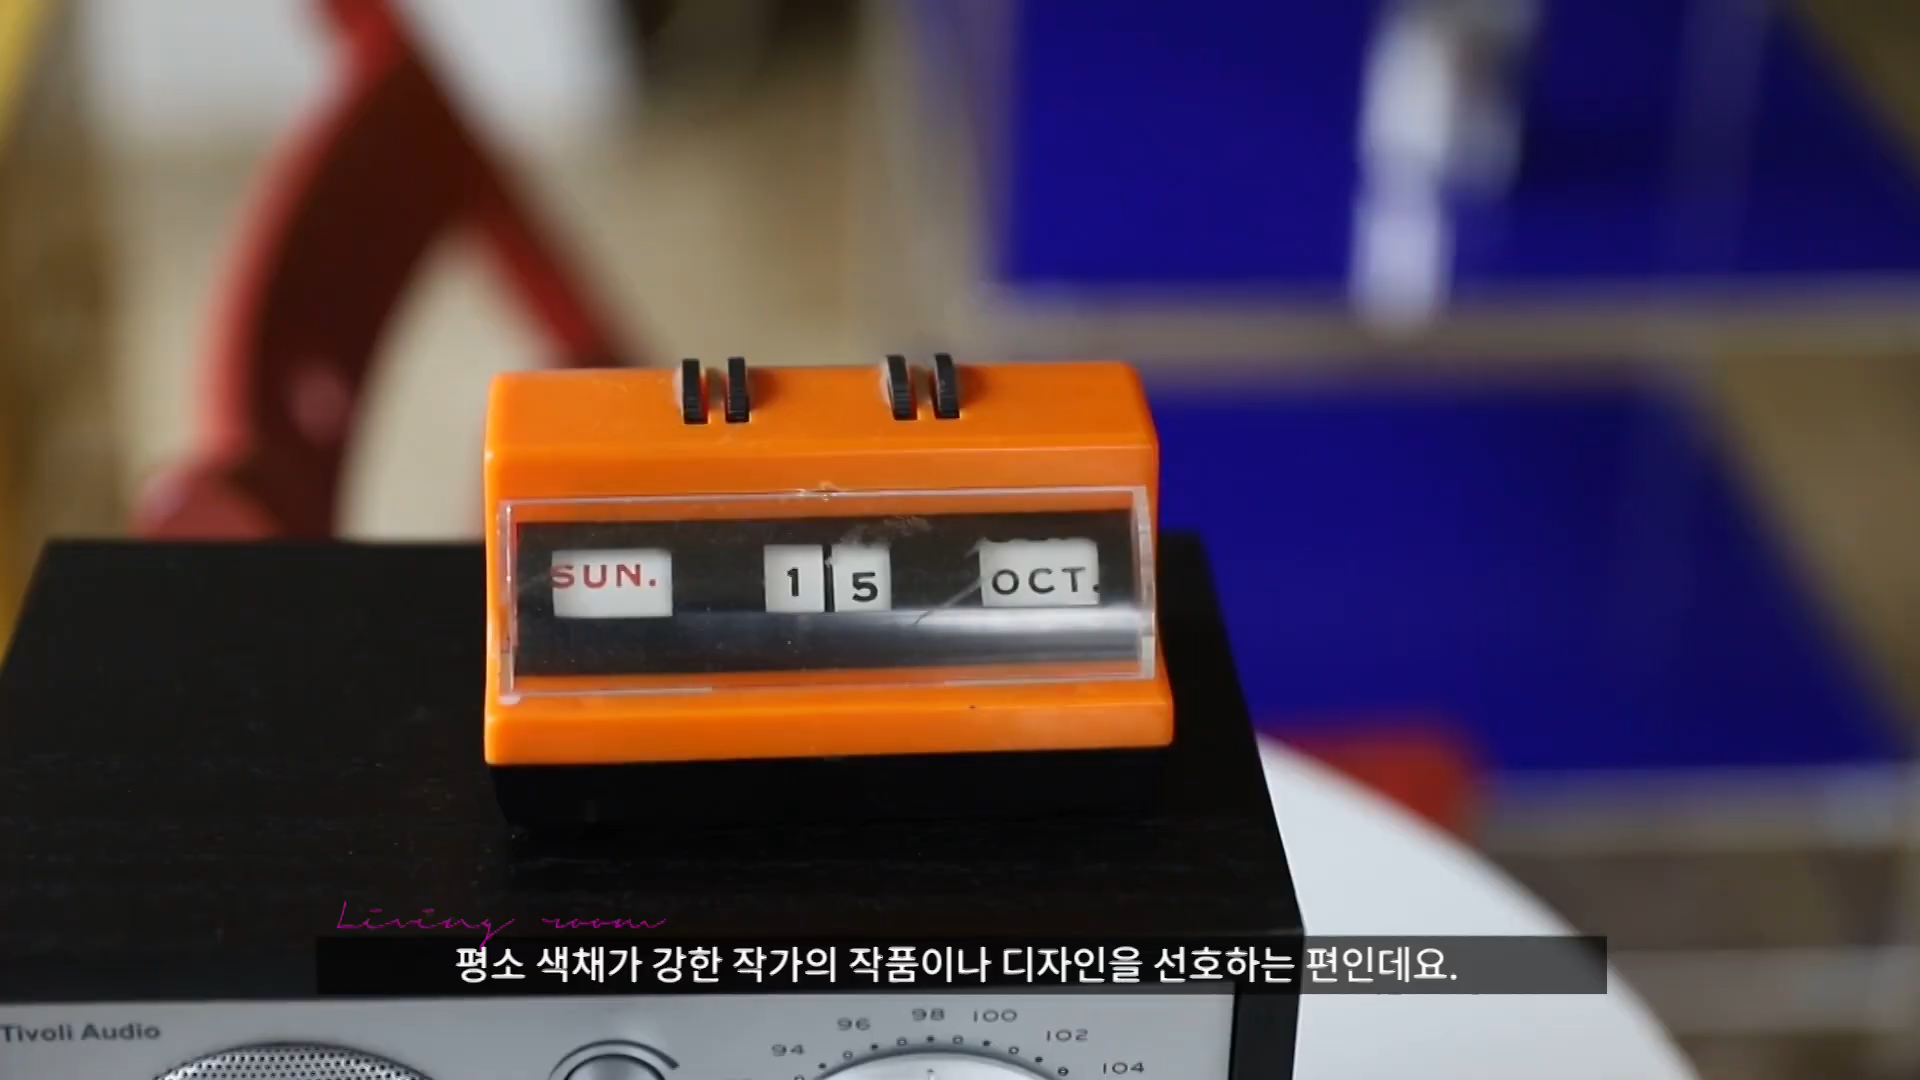 SUN. 15 OCT.
Living room
평소 색채가 강한 작가의 작품이나 디자인을 선호하는 편인데요.
Tivoli Audio
94 96 98 100 102 104